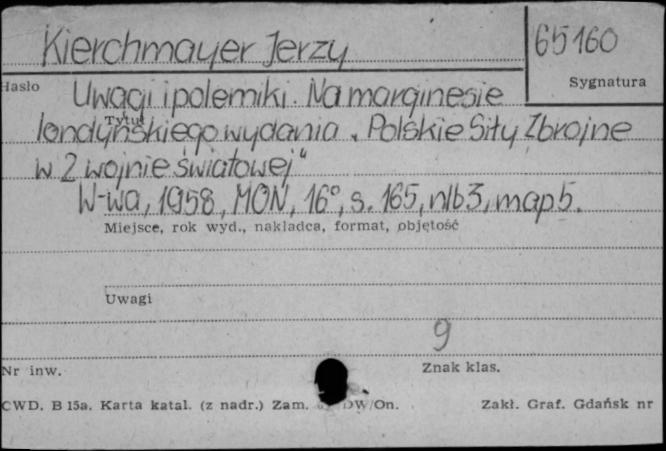 Kierchmayer Jerzy
65160
Hasło
Sygnatura
Uwagi i polemiki. Na marginesie
Tytuł
londyńskiego wydania „Polskie Siły Zbrojne
w 2 wojnie światowej"
W-wa, 1958, MON, 16°, s. 165, nlb 3, map 5.
Miejsce, rok wyd., nakładca, format, objętość
Uwagi
9
Nr inw.
Znak klas.
CWD. B 15a. Karta katal. (z nadr.) Zam. DW/On.
Zakł. Graf. Gdańsk nr